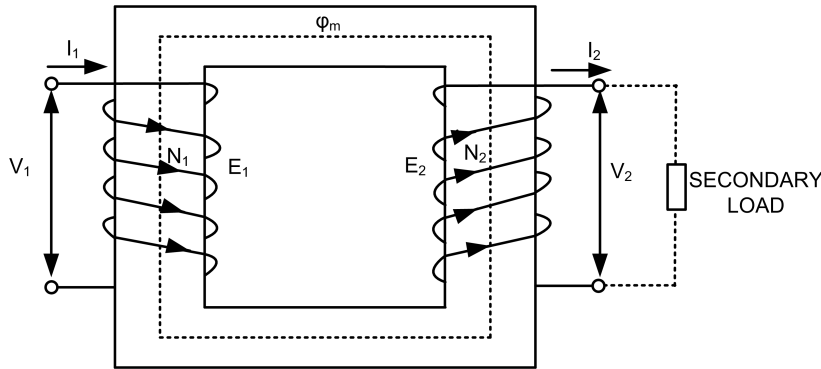 φm
I1
I2
V1
N1
E1
E2
N2
V2
SECONDARY
LOAD